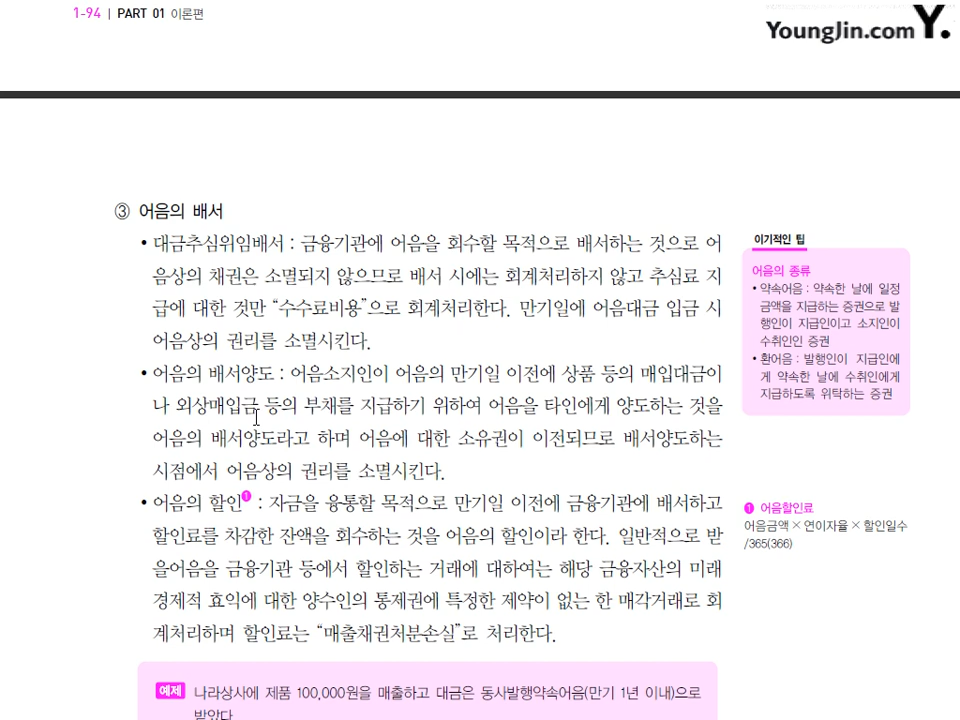 1-94 | PART 01 이론편
YoungJin.com Y.
③ 어음의 배서
• 대금추심위임배서 : 금융기관에 어음을 회수할 목적으로 배서하는 것으로 어
음상의 채권은 소멸되지 않으므로 배서 시에는 회계처리하지 않고 추심료 지
급에 대한 것만 “수수료비용”으로 회계처리한다. 만기일에 어음대금 입금 시
어음상의 권리를 소멸시킨다.
• 어음의 배서양도 : 어음소지인이 어음의 만기일 이전에 상품 등의 매입대금이
나 외상매입금 등의 부채를 지급하기 위하여 어음을 타인에게 양도하는 것을
어음의 배서양도라고 하며 어음에 대한 소유권이 이전되므로 배서양도하는
시점에서 어음상의 권리를 소멸시킨다.
• 어음의 할인❶ : 자금을 융통할 목적으로 만기일 이전에 금융기관에 배서하고
할인료를 차감한 잔액을 회수하는 것을 어음의 할인이라 한다. 일반적으로 받
을어음을 금융기관 등에서 할인하는 거래에 대하여는 해당 금융자산의 미래
경제적 효익에 대한 양수인의 통제권에 특정한 제약이 없는 한 매각거래로 회
계처리하며 할인료는 “매출채권처분손실”로 처리한다.
예제 나라상사에 제품 100,000원을 매출하고 대금은 동사발행약속어음(만기 1년 이내)으로
받았다
이기적인 팁
어음의 종류
• 약속어음 : 약속한 날에 일정
금액을 지급하는 증권으로 발
행인이 지급인이고 소지인이
수취인인 증권
• 환어음 : 발행인이 지급인에
게 약속한 날에 수취인에게
지급하도록 위탁하는 증권
❶ 어음할인료
어음금액 × 연이자율 × 할인일수
/365(366)